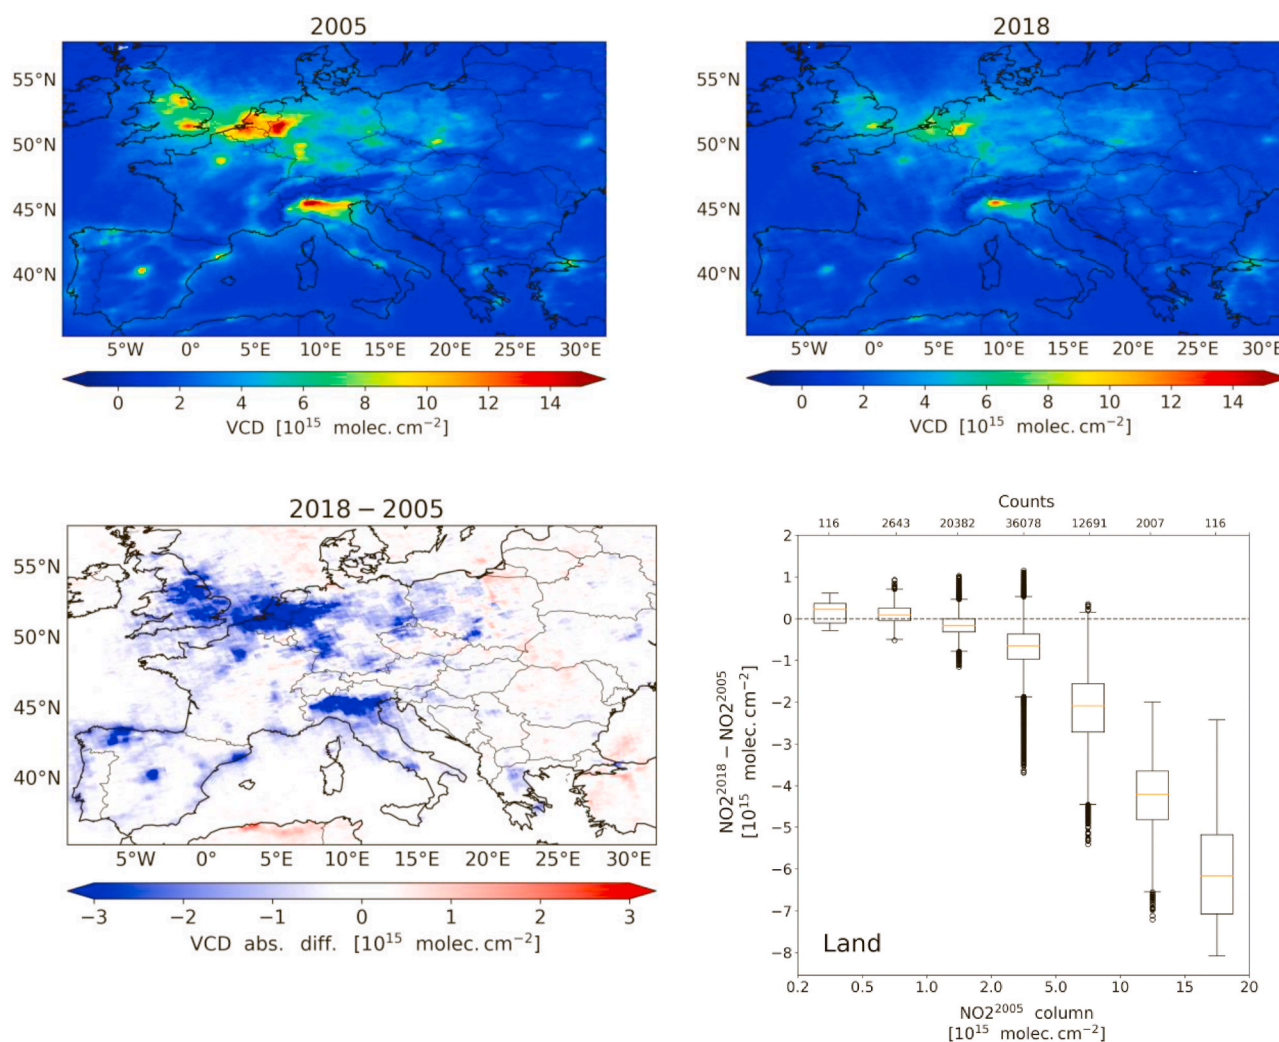 2005
55°N
50°N
45°N
40°N
5°W 0° 5°E 10°E 15°E 20°E 25°E 30°E
0 2 4 6 8 10 12 14
VCD [10¹⁵ molec.cm⁻²]
2018
55°N
50°N
45°N
40°N
5°W 0° 5°E 10°E 15°E 20°E 25°E 30°E
0 2 4 6 8 10 12 14
VCD [10¹⁵ molec.cm⁻²]
2018 − 2005
55°N
50°N
45°N
40°N
5°W 0° 5°E 10°E 15°E 20°E 25°E 30°E
−3 −2 −1 0 1 2 3
VCD abs. diff. [10¹⁵ molec.cm⁻²]
Counts
116 2643 20382 36078 12691 2007 116
2
1
0
−1
−2
−3
−4
−5
−6
−7
−8
NO2²⁰¹⁸ − NO2²⁰⁰⁵
[10¹⁵ molec.cm⁻²]
Land
0.2 0.5 1.0 2.0 5.0 10 15 20
NO2²⁰⁰⁵ column
[10¹⁵ molec.cm⁻²]